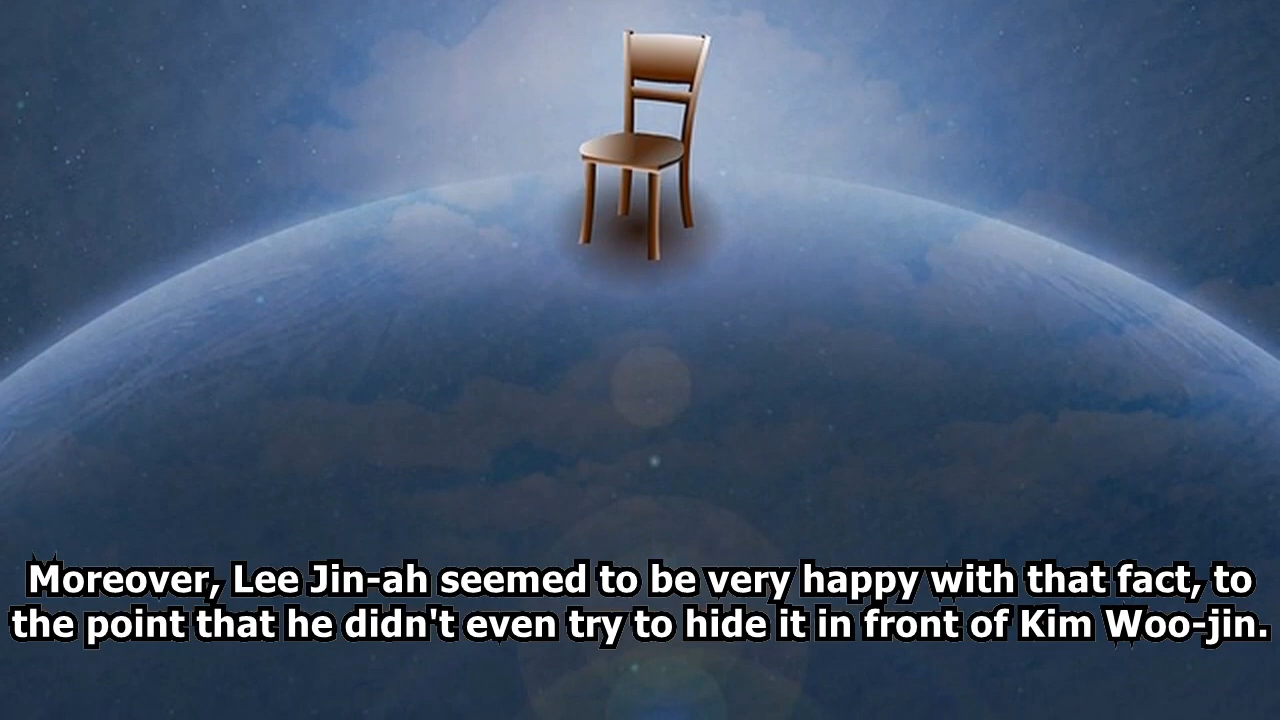 Moreover, Lee Jin-ah seemed to be very happy with that fact, to
the point that he didn't even try to hide it in front of Kim Woo-jin.